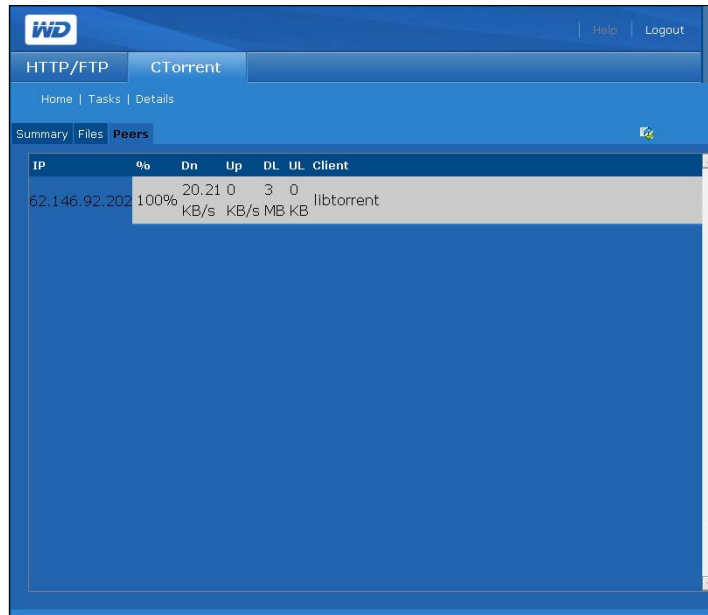 WD
Help | Logout
HTTP/FTP CTorrent
Home | Tasks | Details
Summary Files Peers
IP % Dn Up DL UL Client
62.146.92.202 100% 20.21 KB/s 0 KB/s 3 MB 0 KB libtorrent